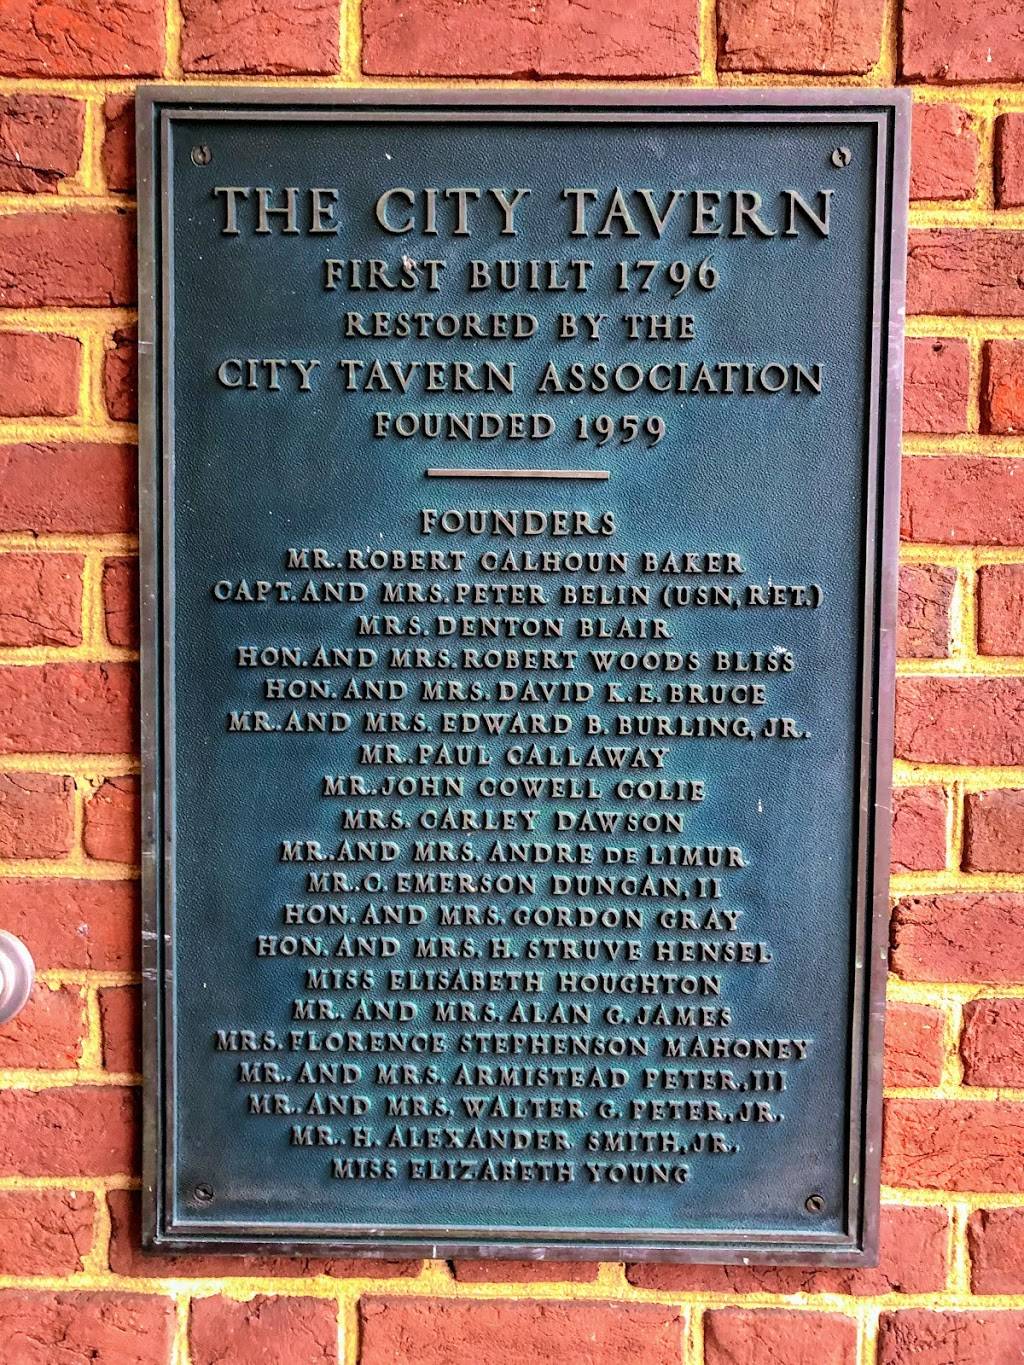 THE CITY TAVERN
FIRST BUILT 1796
RESTORED BY THE
CITY TAVERN ASSOCIATION
FOUNDED 1959
FOUNDERS
MR. ROBERT CALHOUN BAKER
CAPT. AND MRS. PETER BELIN (USN, RET.)
MRS. DENTON BLAIR
HON. AND MRS. ROBERT WOODS BLISS
HON. AND MRS. DAVID K. E. BRUCE
MR. AND MRS. EDWARD B. BURLING, JR.
MR. PAUL CALLAWAY
MR. JOHN COWELL COLIE
MRS. CARLEY DAWSON
MR. AND MRS. ANDRE DE LIMUR
MR. C. EMERSON DUNCAN, II
HON. AND MRS. GORDON GRAY
HON. AND MRS. H. STRUVE HENSEL
MISS ELISABETH HOUGHTON
MR. AND MRS. ALAN G. JAMES
MRS. FLORENCE STEPHENSON MAHONEY
MR. AND MRS. ARMISTEAD PETER, III
MR. AND MRS. WALTER G. PETER, JR.
MR. H. ALEXANDER SMITH, JR.
MISS ELIZABETH YOUNG